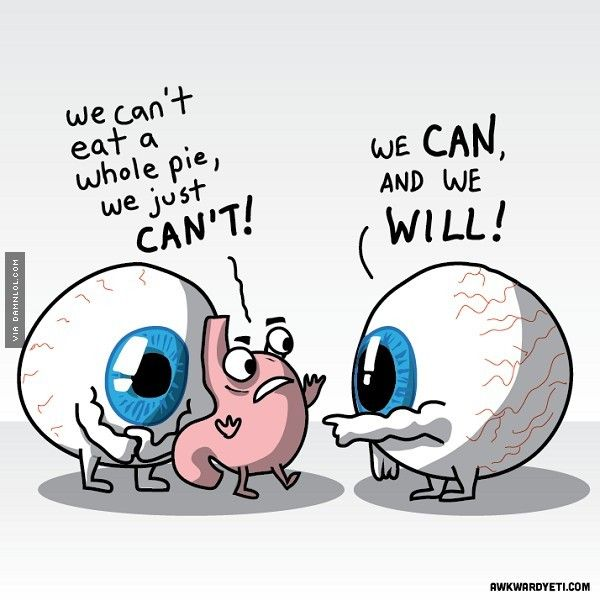 we can't
eat a
whole pie,
we just
CAN'T!
WE CAN,
AND WE
WILL!
VIA DAMNLOL.COM
AWKWARDYETI.COM